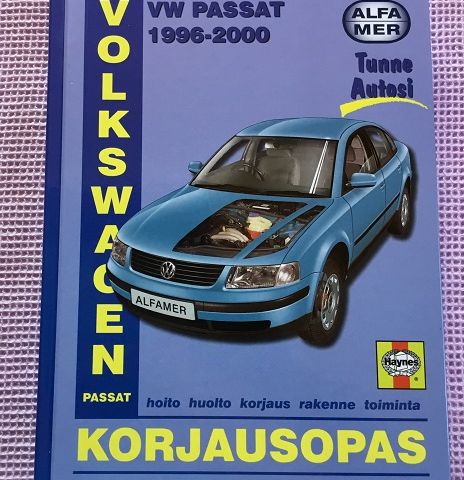 VOLKSWAGEN
PASSAT
VW PASSAT
1996-2000
ALFA
MER
Tunne
Autosi
ALFAMER
Haynes
®
hoito huolto korjaus rakenne toiminta
KORJAUSOPAS